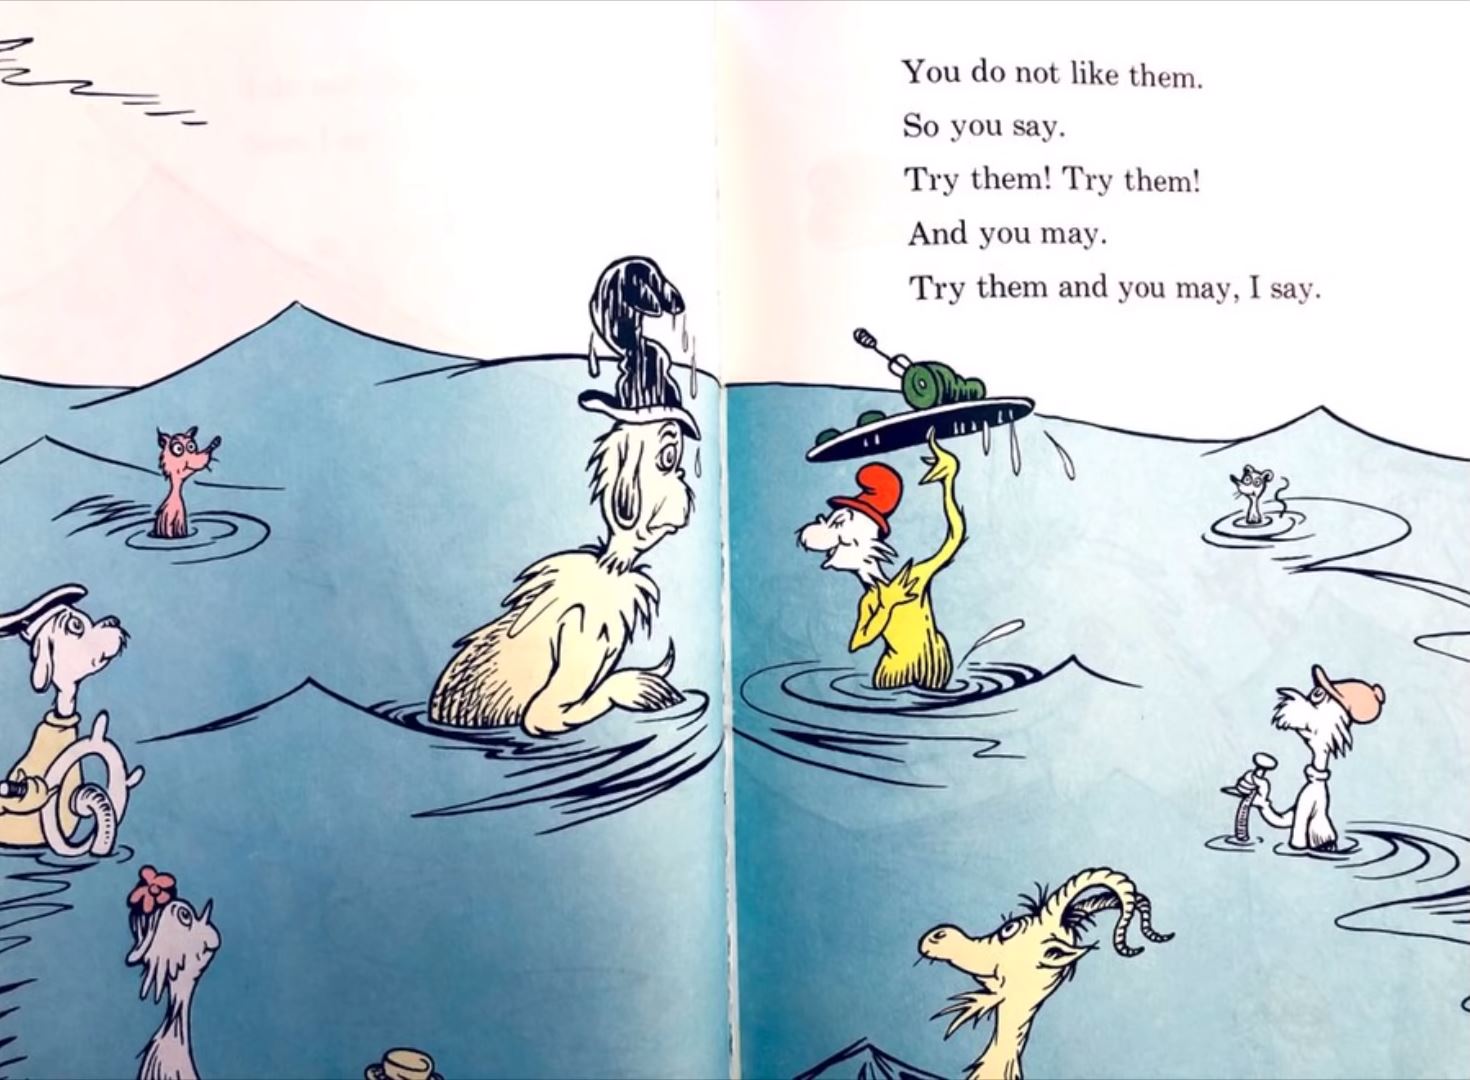 You do not like them.
So you say.
Try them! Try them!
And you may.
Try them and you may, I say.